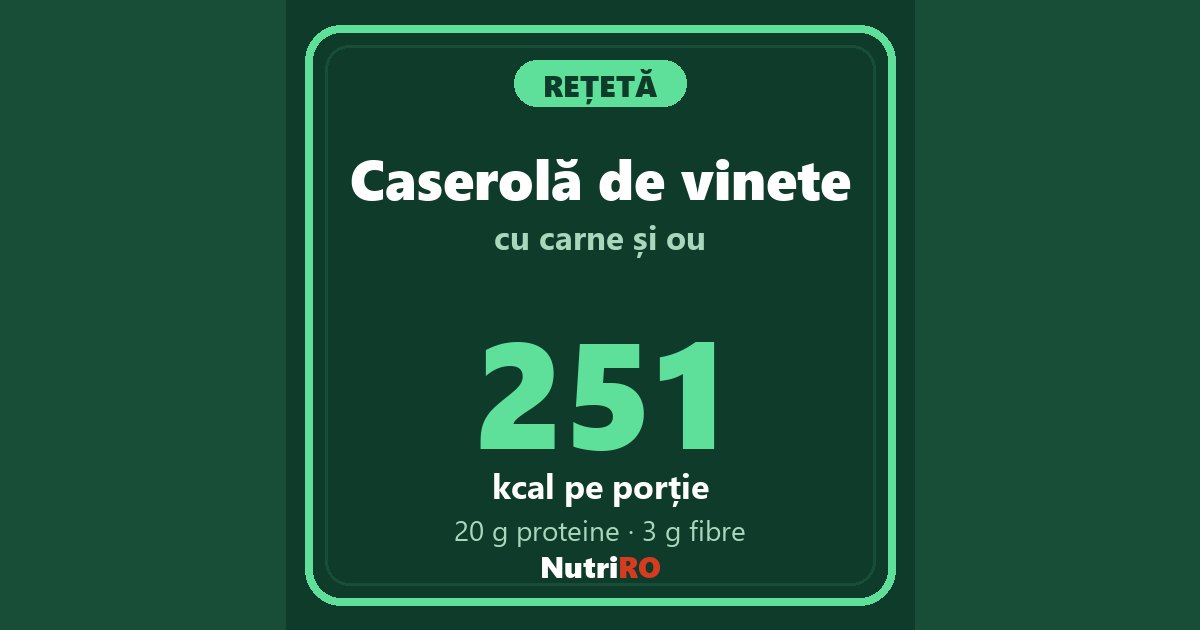 REȚETĂ
Caserolă de vinete
cu carne și ou
251
kcal pe porție
20 g proteine · 3 g fibre
NutriRO